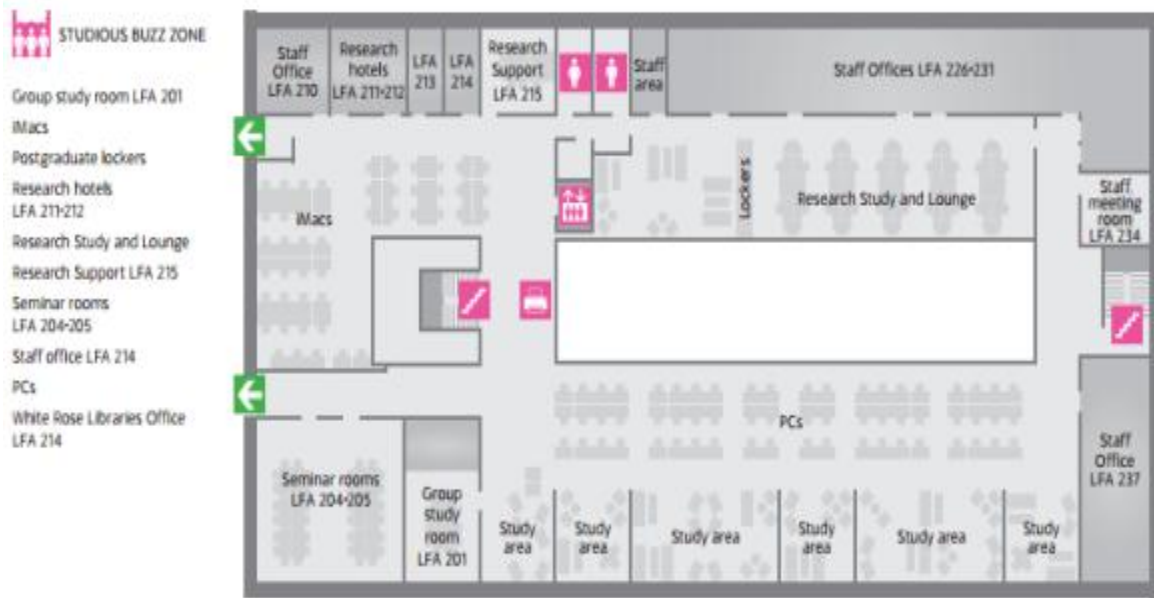 STUDIOUS BUZZ ZONE
Group study room LFA 201
iMacs
Postgraduate lockers
Research hotels
LFA 211-212
Research Study and Lounge
Research Support LFA 215
Seminar rooms
LFA 204-205
Staff office LFA 214
PCs
White Rose Libraries Office
LFA 214
Staff
Office
LFA 210
Research
hotels
LFA 211-212
LFA
213
LFA
214
Research
Support
LFA 215
Staff
area
Staff Offices LFA 226-231
iMacs
Lockers
Research Study and Lounge
Staff
meeting
room
LFA 234
PCs
Seminar rooms
LFA 204-205
Group
study
room
LFA 201
Study
area
Study
area
Study area
Study
area
Study area
Study
area
Staff
Office
LFA 237